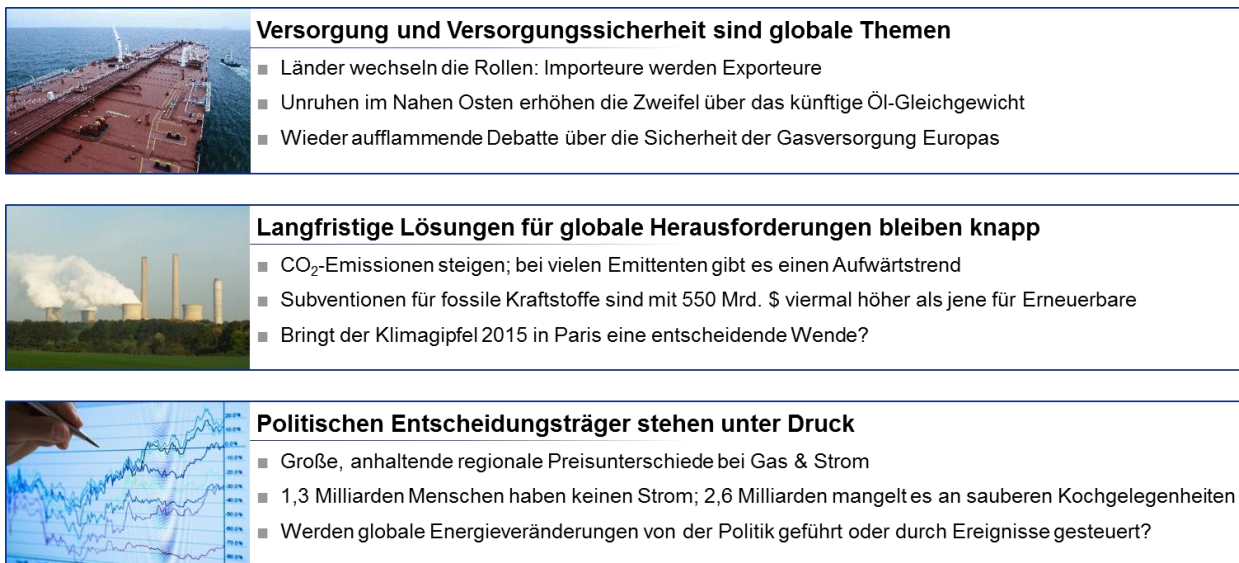 Versorgung und Versorgungssicherheit sind globale Themen
Länder wechseln die Rollen: Importeure werden Exporteure
Unruhen im Nahen Osten erhöhen die Zweifel über das künftige Öl-Gleichgewicht
Wieder aufflammende Debatte über die Sicherheit der Gasversorgung Europas
Langfristige Lösungen für globale Herausforderungen bleiben knapp
CO₂-Emissionen steigen; bei vielen Emittenten gibt es einen Aufwärtstrend
Subventionen für fossile Kraftstoffe sind mit 550 Mrd. $ viermal höher als jene für Erneuerbare
Bringt der Klimagipfel 2015 in Paris eine entscheidende Wende?
Politischen Entscheidungsträger stehen unter Druck
Große, anhaltende regionale Preisunterschiede bei Gas & Strom
1,3 Milliarden Menschen haben keinen Strom; 2,6 Milliarden mangelt es an sauberen Kochgelegenheiten
Werden globale Energieveränderungen von der Politik geführt oder durch Ereignisse gesteuert?